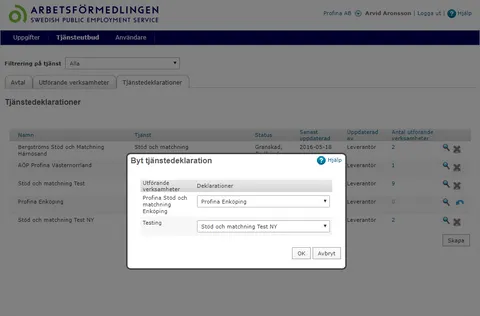 ARBETSFÖRMEDLINGEN
SWEDISH PUBLIC EMPLOYMENT SERVICE
Profina AB Arvid Aronsson | Logga ut | Hjälp
Uppgifter Tjänsteutbud Användare
Filtrering på tjänst Alla
Avtal Utförande verksamheter Tjänstedeklarationer
Tjänstedeklarationer
Namn Tjänst Status Senast uppdaterad Uppdaterad av Antal utförande verksamheter
Bergströms Stöd och Matchning Härnösand Stöd och matchning Granskad, 2016-05-18 Leverantör 2
AÖP Profina Västernorrland Leverantör 1
Stöd och matchning Test Leverantör
Profina Enköping Leverantör
Stöd och matchning Test NY Leverantör 2
Skapa
Byt tjänstedeklaration Hjälp
Utförande verksamheter Deklarationer
Profina Stöd och matchning Enköping Profina Enköping
Testing Stöd och matchning Test NY
OK Avbryt